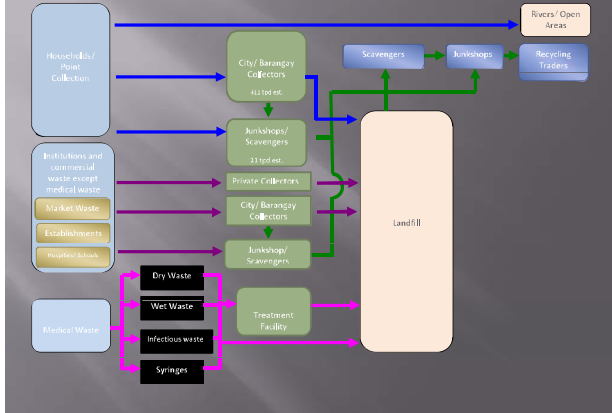 Rivers/ Open
Areas
Households/
Point
Collection
City/ Barangay
Collectors
411 tpd est.
Scavengers
Junkshops
Recycling
Traders
Junkshops/
Scavengers
11 tpd est.
Institutions and
commercial
waste except
medical waste
Market Waste
Establishments
Schools
Private Collectors
City/ Barangay
Collectors
Junkshop/
Scavengers
Landfill
Medical Waste
Dry Waste
Wet Waste
Infectious waste
Syringes
Treatment
Facility